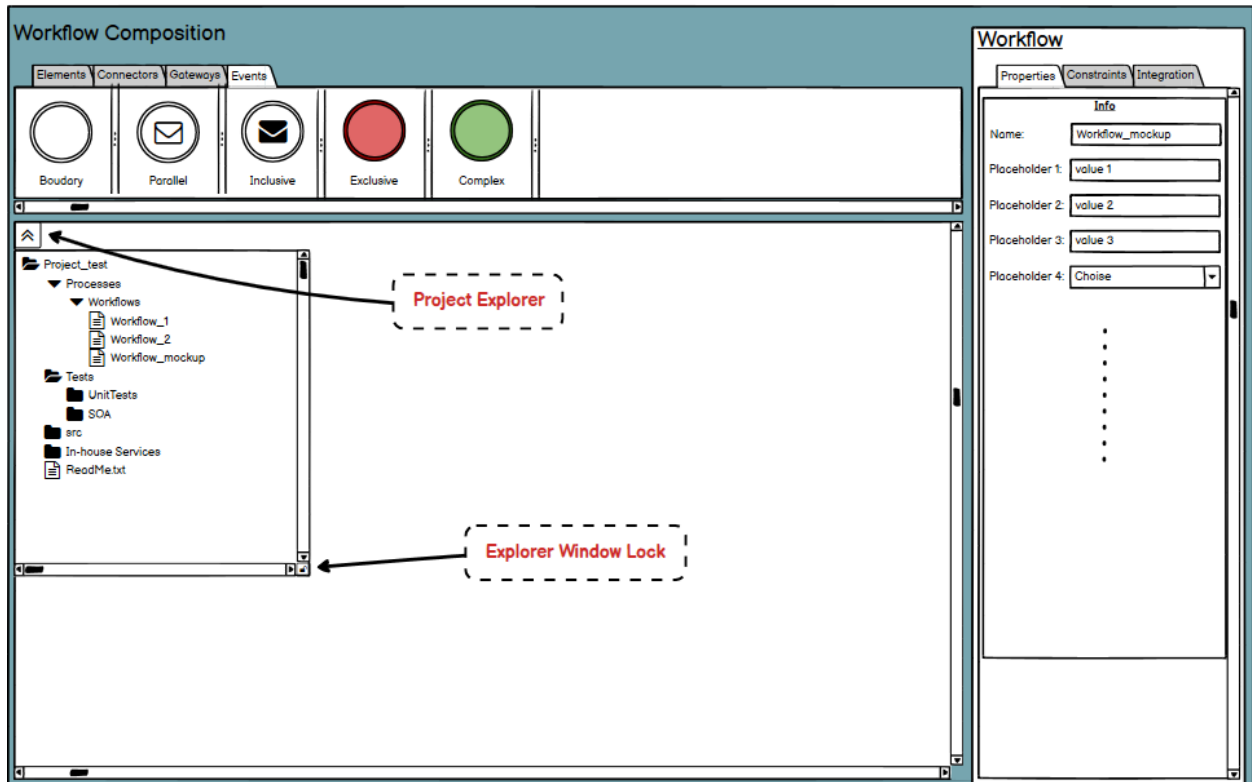 Workflow Composition
Elements Connectors Gateways Events
Boudary Parallel Inclusive Exclusive Complex
Project_test
Processes
Workflows
Workflow_1
Workflow_2
Workflow_mockup
Tests
UnitTests
SOA
src
In-house Services
ReadMe.txt
Project Explorer
Explorer Window Lock
Workflow
Properties Constraints Integration
Info
Name: Workflow_mockup
Placeholder 1: value 1
Placeholder 2: value 2
Placeholder 3: value 3
Placeholder 4: Choise